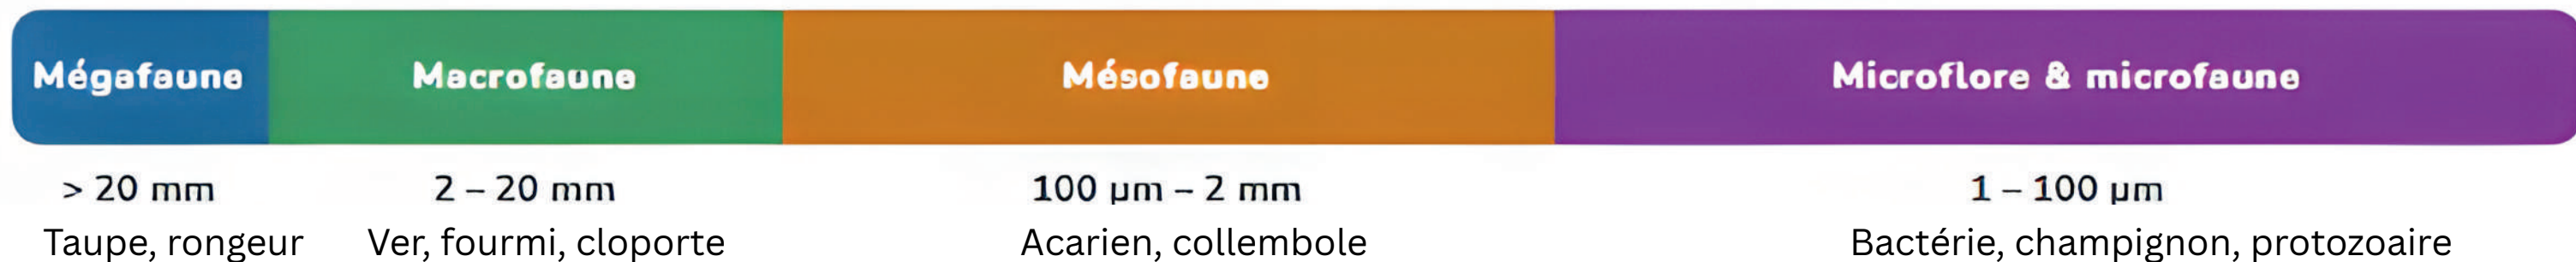 Mégafaune Macrofaune Mésofaune Microflore & microfaune
> 20 mm 2 – 20 mm 100 µm – 2 mm 1 – 100 µm
Taupe, rongeur Ver, fourmi, cloporte Acarien, collembole Bactérie, champignon, protozoaire